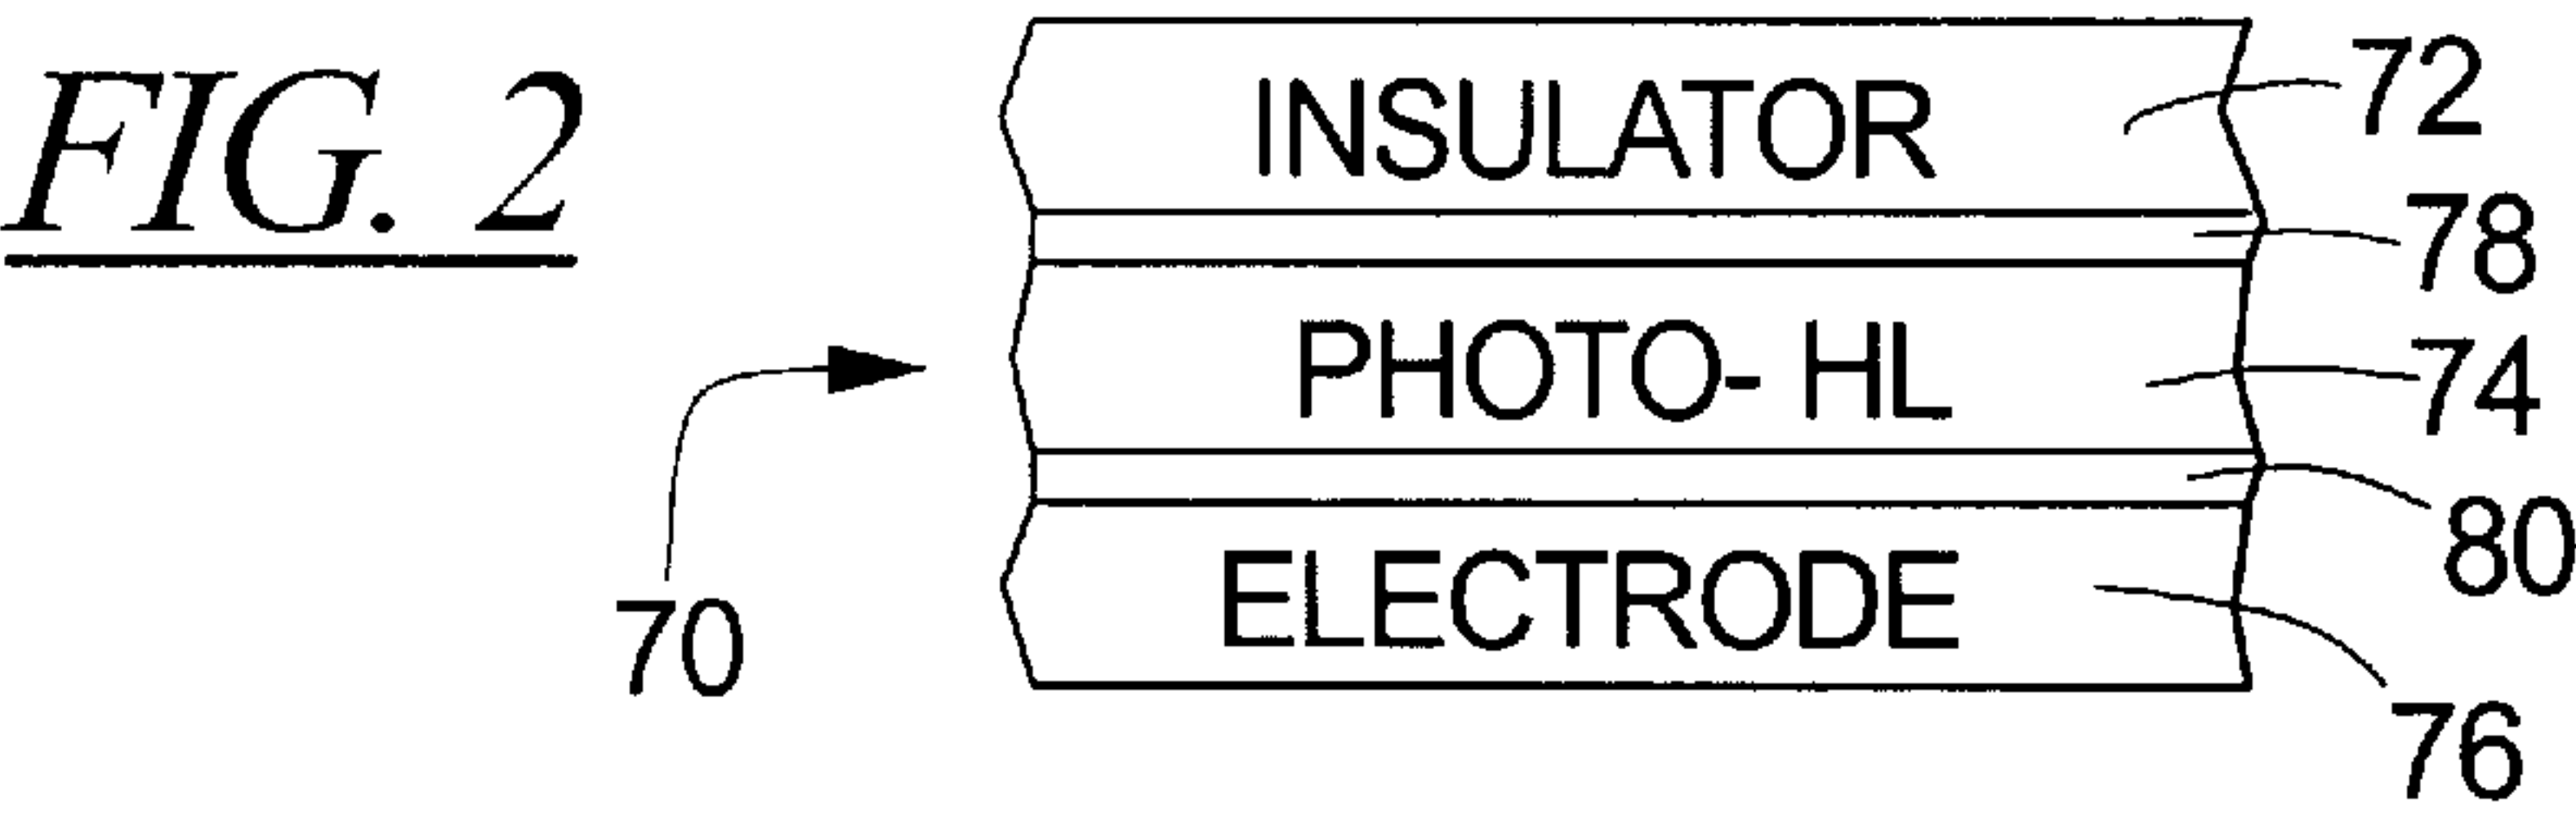 FIG. 2
INSULATOR 72
78
PHOTO- HL 74
80
ELECTRODE
70
76